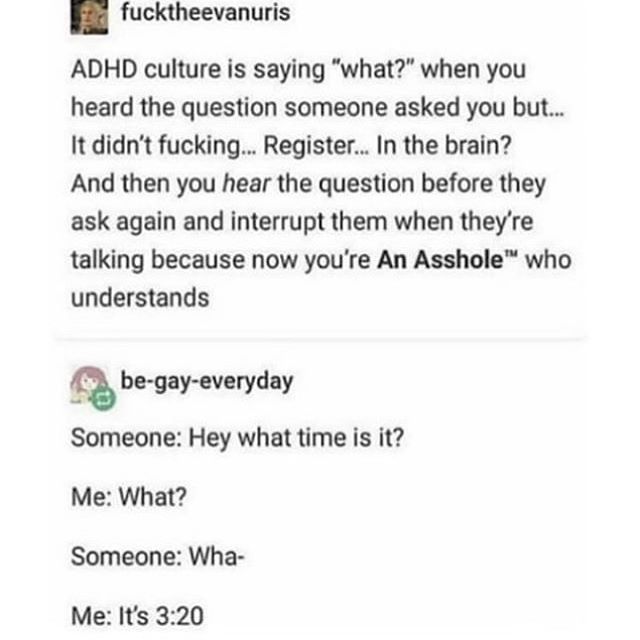 fucktheevanuris
ADHD culture is saying "what?" when you
heard the question someone asked you but...
It didn't fucking... Register... In the brain?
And then you hear the question before they
ask again and interrupt them when they're
talking because now you're An Asshole™ who
understands
be-gay-everyday
Someone: Hey what time is it?
Me: What?
Someone: Wha-
Me: It's 3:20